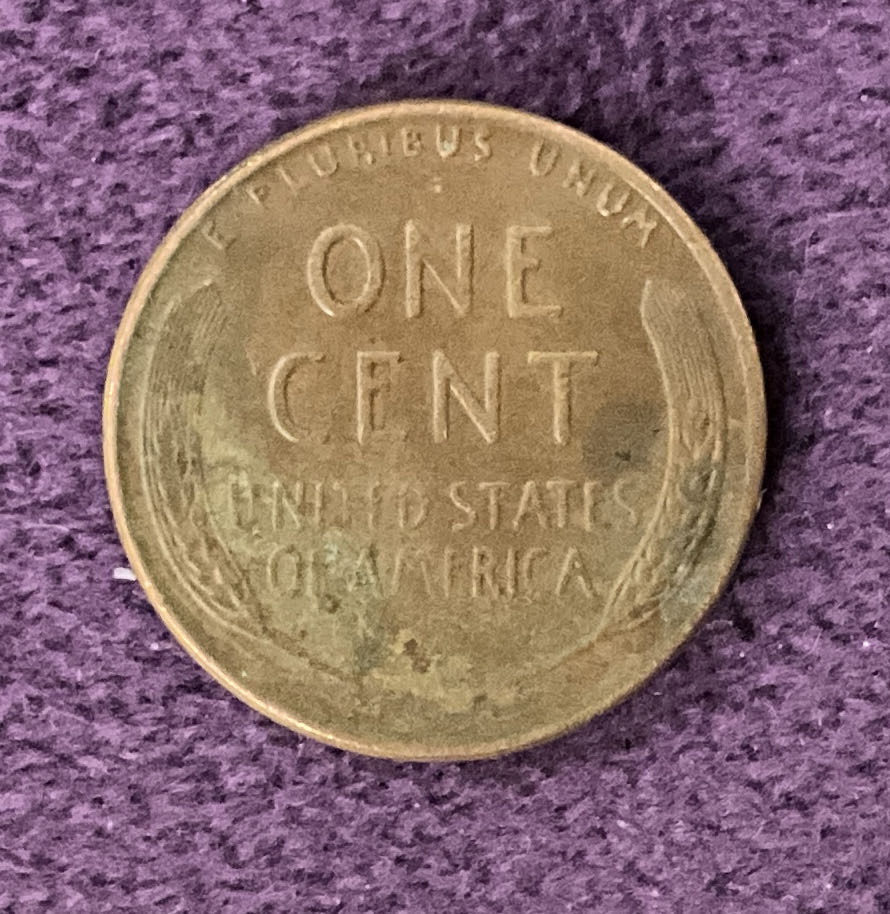 E PLURIBUS UNUM
ONE
CENT
UNITED STATES
OF AMERICA